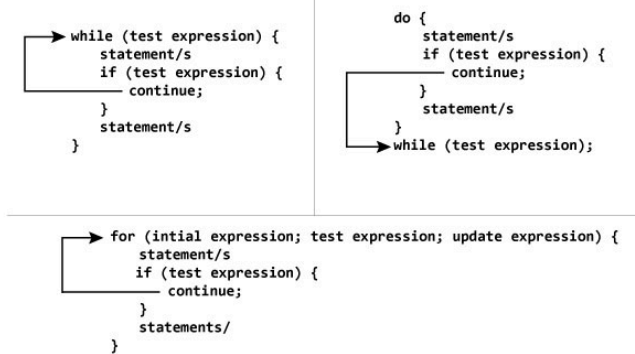 while (test expression) {
statement/s
if (test expression) {
continue;
}
statement/s
}
do {
statement/s
if (test expression) {
continue;
}
statement/s
}
while (test expression);
for (intial expression; test expression; update expression) {
statement/s
if (test expression) {
continue;
}
statements/
}